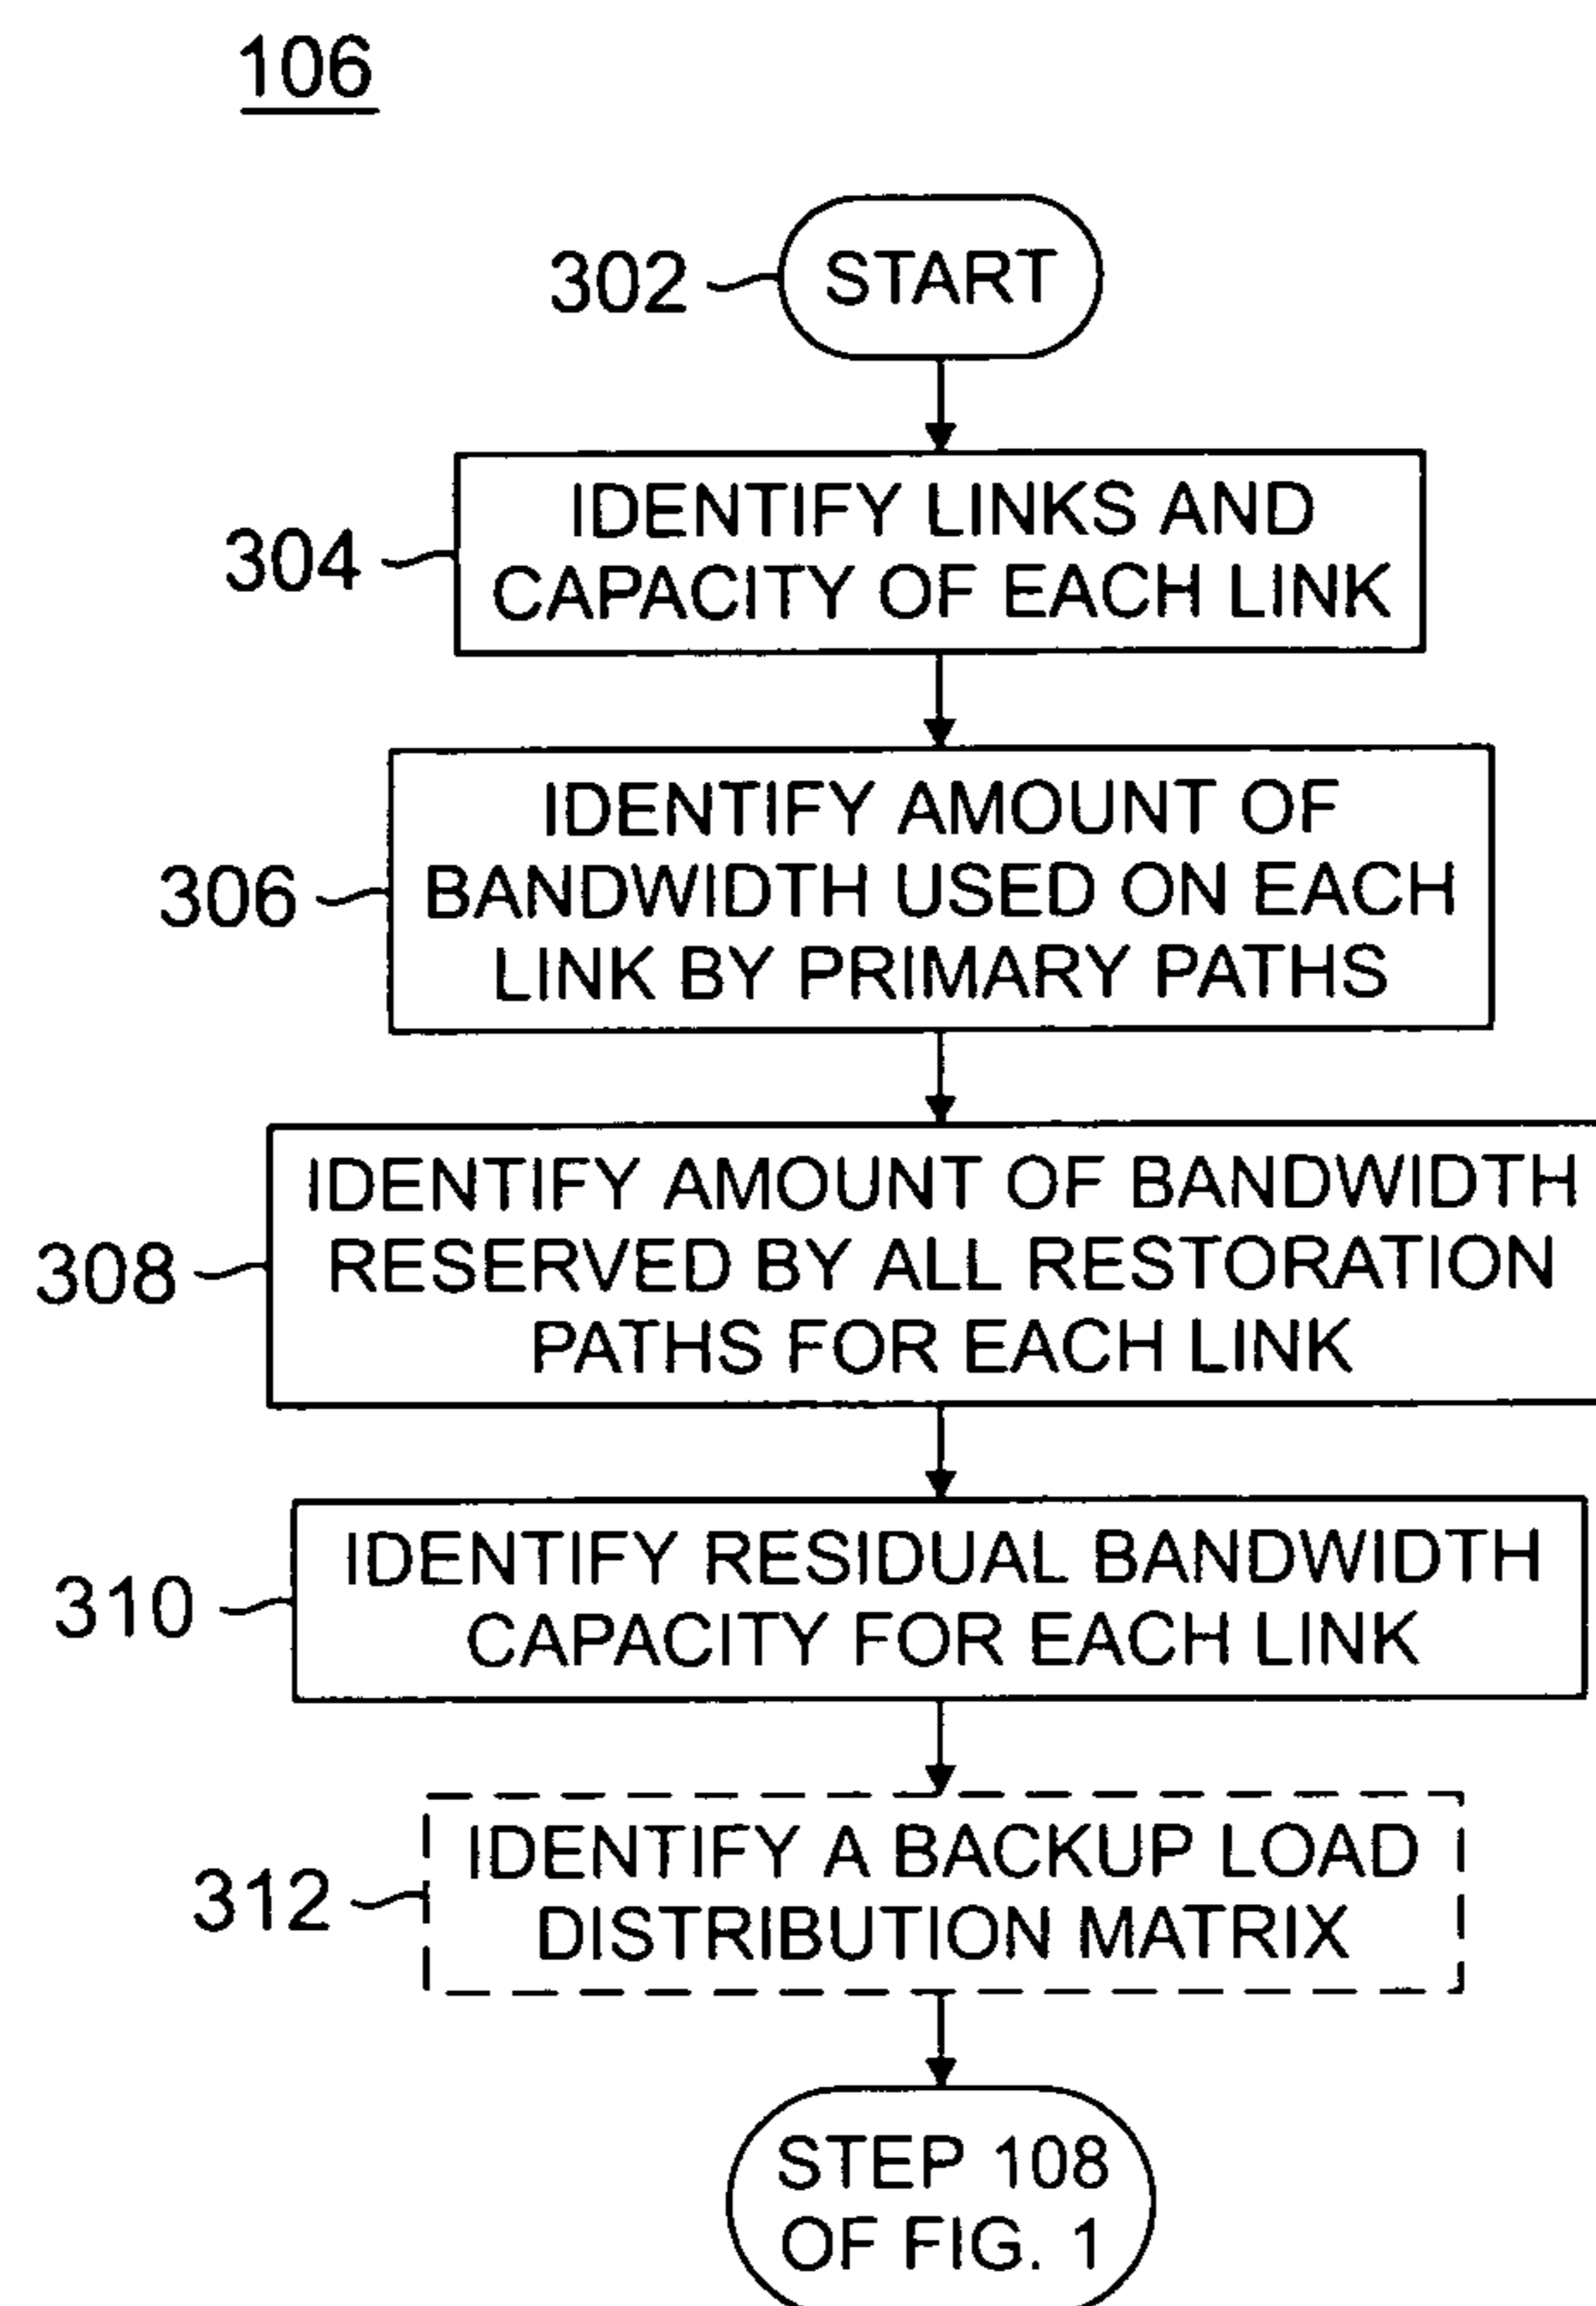 106
302
START
304
IDENTIFY LINKS AND
CAPACITY OF EACH LINK
306
IDENTIFY AMOUNT OF
BANDWIDTH USED ON EACH
LINK BY PRIMARY PATHS
308
IDENTIFY AMOUNT OF BANDWIDTH
RESERVED BY ALL RESTORATION
PATHS FOR EACH LINK
310
IDENTIFY RESIDUAL BANDWIDTH
CAPACITY FOR EACH LINK
312
IDENTIFY A BACKUP LOAD
DISTRIBUTION MATRIX
STEP 108
OF FIG. 1